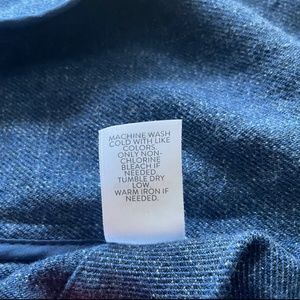 MACHINE WASH
COLD WITH LIKE
COLORS.
ONLY NON-
CHLORINE
BLEACH IF
NEEDED.
TUMBLE DRY
LOW.
WARM IRON IF
NEEDED.